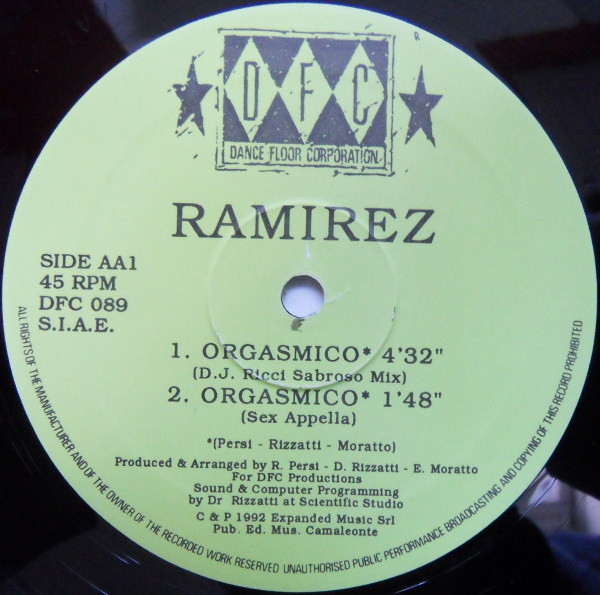 R
D F C
DANCE FLOOR CORPORATION
RAMIREZ
SIDE AA1
45 RPM
DFC 089
S.I.A.E.
1. ORGASMICO* 4'32"
(D.J. Ricci Sabroso Mix)
2. ORGASMICO* 1'48"
(Sex Appella)
*(Persi - Rizzatti - Moratto)
Produced & Arranged by R. Persi - D. Rizzatti - E. Moratto
For DFC Productions
Sound & Computer Programming
by Dr Rizzatti at Scientific Studio
C & P 1992 Expanded Music Srl
Pub. Ed. Mus. Camaleonte
ALL RIGHTS OF THE MANUFACTURER AND OF THE OWNER OF THE RECORDED WORK RESERVED UNAUTHORISED PUBLIC PERFORMANCE BROADCASTING AND COPYING OF THIS RECORD PROHIBITED